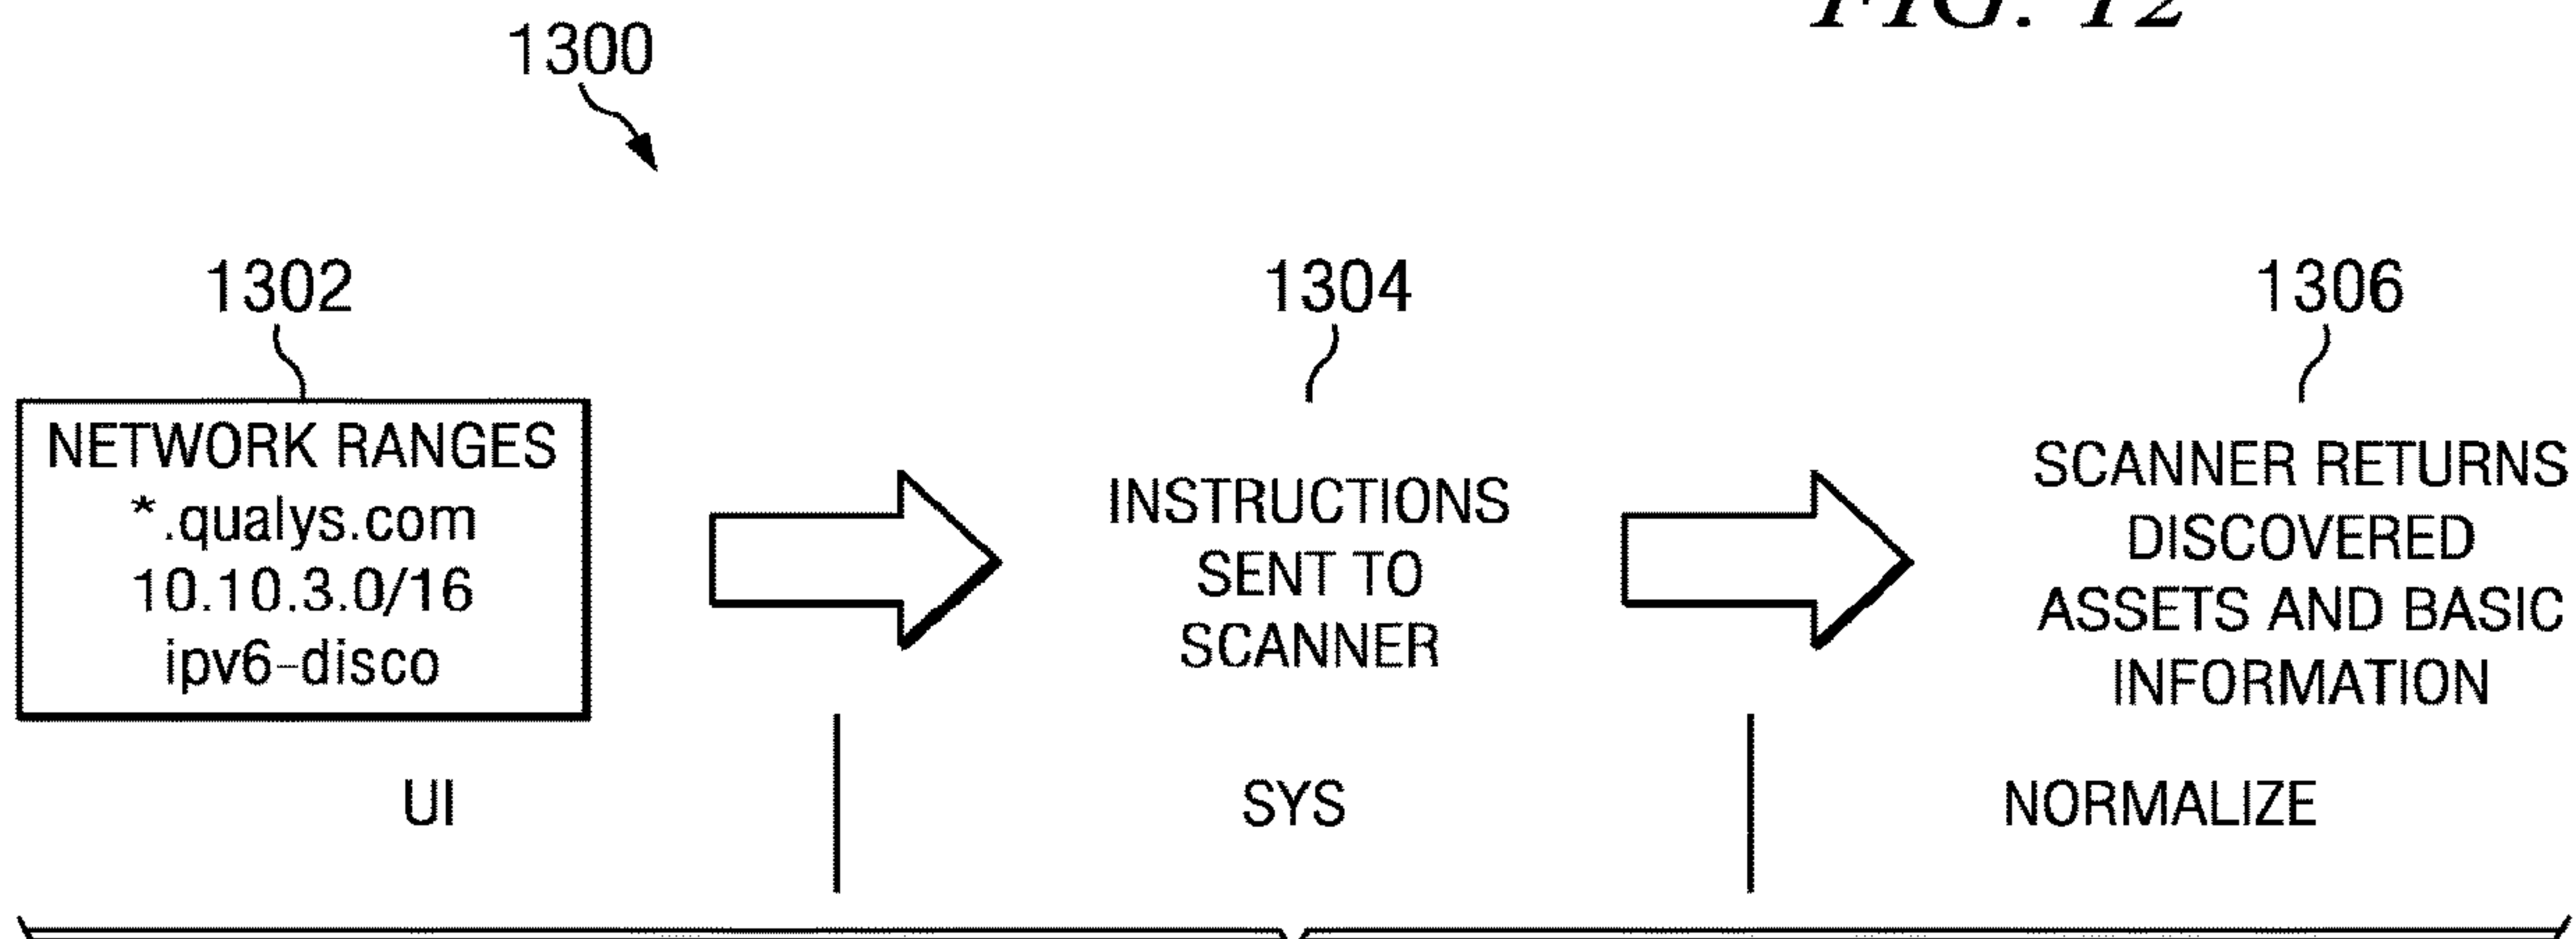 FIG. 12
1300
1302
1304
1306
NETWORK RANGES
*.qualys.com
10.10.3.0/16
ipv6-disco
INSTRUCTIONS
SENT TO
SCANNER
SCANNER RETURNS
DISCOVERED
ASSETS AND BASIC
INFORMATION
UI
SYS
NORMALIZE